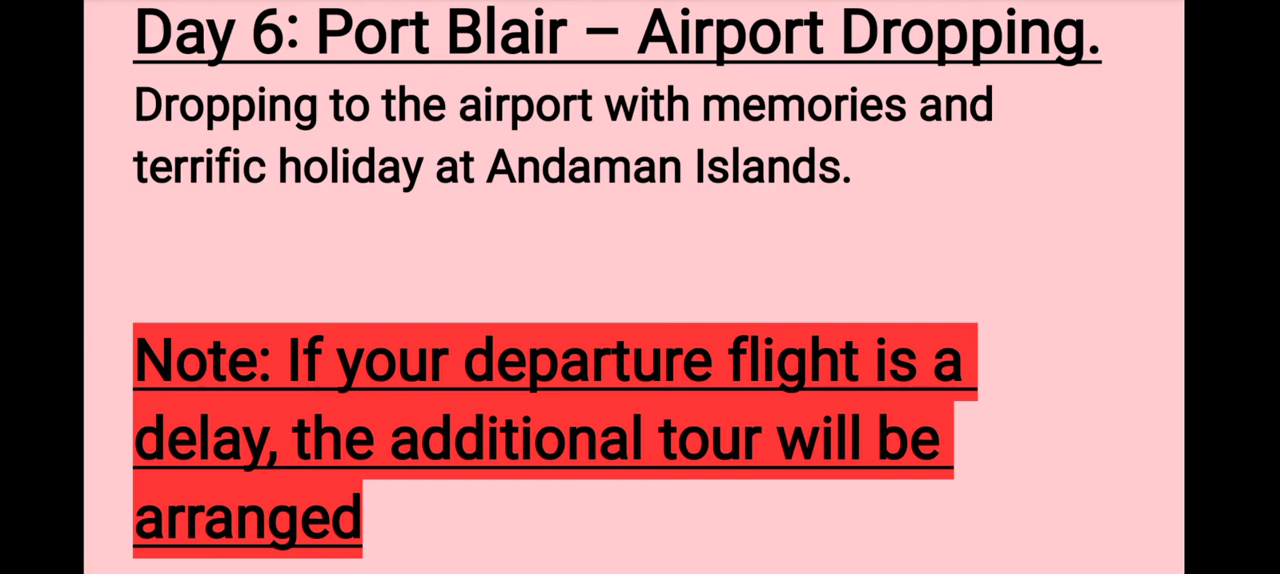 Day 6: Port Blair – Airport Dropping.
Dropping to the airport with memories and
terrific holiday at Andaman Islands.
Note: If your departure flight is a
delay, the additional tour will be
arranged